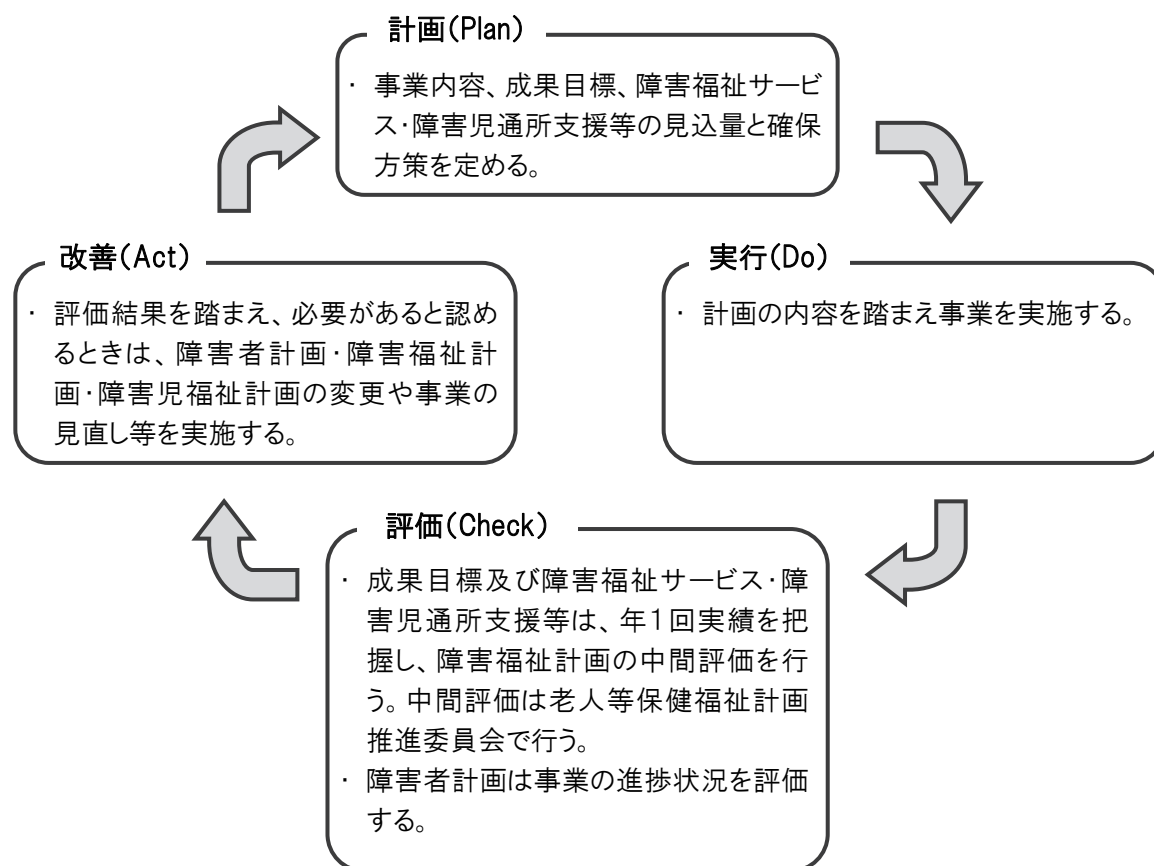 計画(Plan)
・ 事業内容、成果目標、障害福祉サービ
ス・障害児通所支援等の見込量と確保
方策を定める。
改善(Act)
・ 評価結果を踏まえ、必要があると認め
るときは、障害者計画・障害福祉計
画・障害児福祉計画の変更や事業の
見直し等を実施する。
実行(Do)
・ 計画の内容を踏まえ事業を実施する。
評価(Check)
・ 成果目標及び障害福祉サービス・障
害児通所支援等は、年1回実績を把
握し、障害福祉計画の中間評価を行
う。中間評価は老人等保健福祉計画
推進委員会で行う。
・ 障害者計画は事業の進捗状況を評価
する。